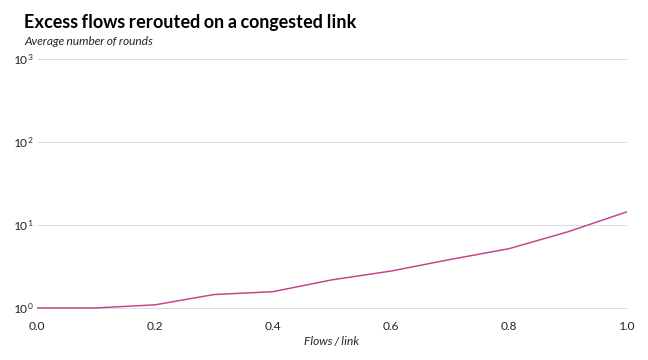 Excess flows rerouted on a congested link
Average number of rounds
10³
10²
10¹
10⁰
0.0 0.2 0.4 0.6 0.8 1.0
Flows / link